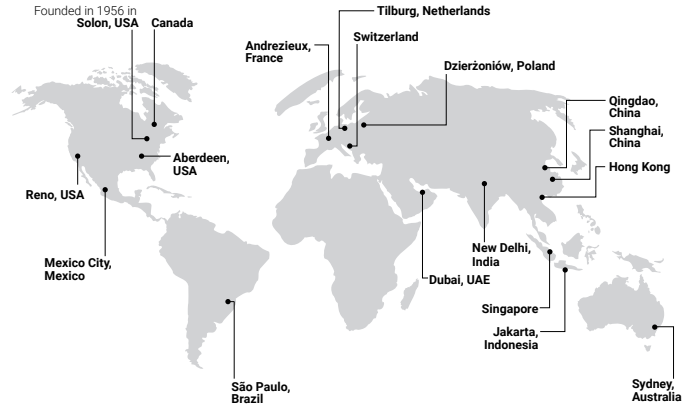 Founded in 1956 in
Solon, USA
Canada
Tilburg, Netherlands
Switzerland
Andrezieux,
France
Dzierżoniów, Poland
Qingdao,
China
Shanghai,
China
Hong Kong
Aberdeen,
USA
Reno, USA
Mexico City,
Mexico
New Delhi,
India
Dubai, UAE
Singapore
Jakarta,
Indonesia
São Paulo,
Brazil
Sydney,
Australia